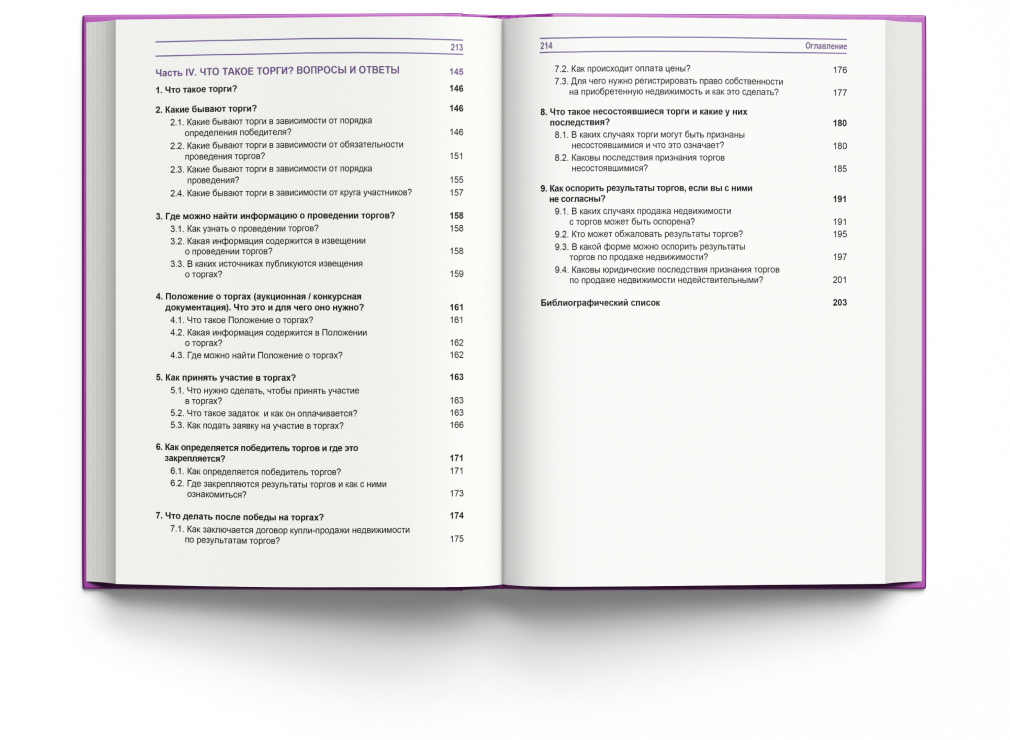 213
Часть IV. ЧТО ТАКОЕ ТОРГИ? ВОПРОСЫ И ОТВЕТЫ 145
1. Что такое торги? 146
2. Какие бывают торги? 146
2.1. Какие бывают торги в зависимости от порядка
определения победителя? 146
2.2. Какие бывают торги в зависимости от обязательности
проведения торгов? 151
2.3. Какие бывают торги в зависимости от порядка
проведения? 155
2.4. Какие бывают торги в зависимости от круга участников? 157
3. Где можно найти информацию о проведении торгов? 158
3.1. Как узнать о проведении торгов? 158
3.2. Какая информация содержится в извещении
о проведении торгов? 158
3.3. В каких источниках публикуются извещения
о торгах? 159
4. Положение о торгах (аукционная / конкурсная
документация). Что это и для чего оно нужно? 161
4.1. Что такое Положение о торгах? 161
4.2. Какая информация содержится в Положении
о торгах? 162
4.3. Где можно найти Положение о торгах? 162
5. Как принять участие в торгах? 163
5.1. Что нужно сделать, чтобы принять участие
в торгах? 163
5.2. Что такое задаток и как он оплачивается? 163
5.3. Как подать заявку на участие в торгах? 166
6. Как определяется победитель торгов и где это
закрепляется? 171
6.1. Как определяется победитель торгов? 171
6.2. Где закрепляются результаты торгов и как с ними
ознакомиться? 173
7. Что делать после победы на торгах? 174
7.1. Как заключается договор купли-продажи недвижимости
по результатам торгов? 175
214 Оглавление
7.2. Как происходит оплата цены? 176
7.3. Для чего нужно регистрировать право собственности
на приобретенную недвижимость и как это сделать? 177
8. Что такое несостоявшиеся торги и какие у них
последствия? 180
8.1. В каких случаях торги могут быть признаны
несостоявшимися и что это означает? 180
8.2. Каковы последствия признания торгов
несостоявшимися? 185
9. Как оспорить результаты торгов, если вы с ними
не согласны? 191
9.1. В каких случаях продажа недвижимости
с торгов может быть оспорена? 191
9.2. Кто может обжаловать результаты торгов? 195
9.3. В какой форме можно оспорить результаты
торгов по продаже недвижимости? 197
9.4. Каковы юридические последствия признания торгов
по продаже недвижимости недействительными? 201
Библиографический список 203